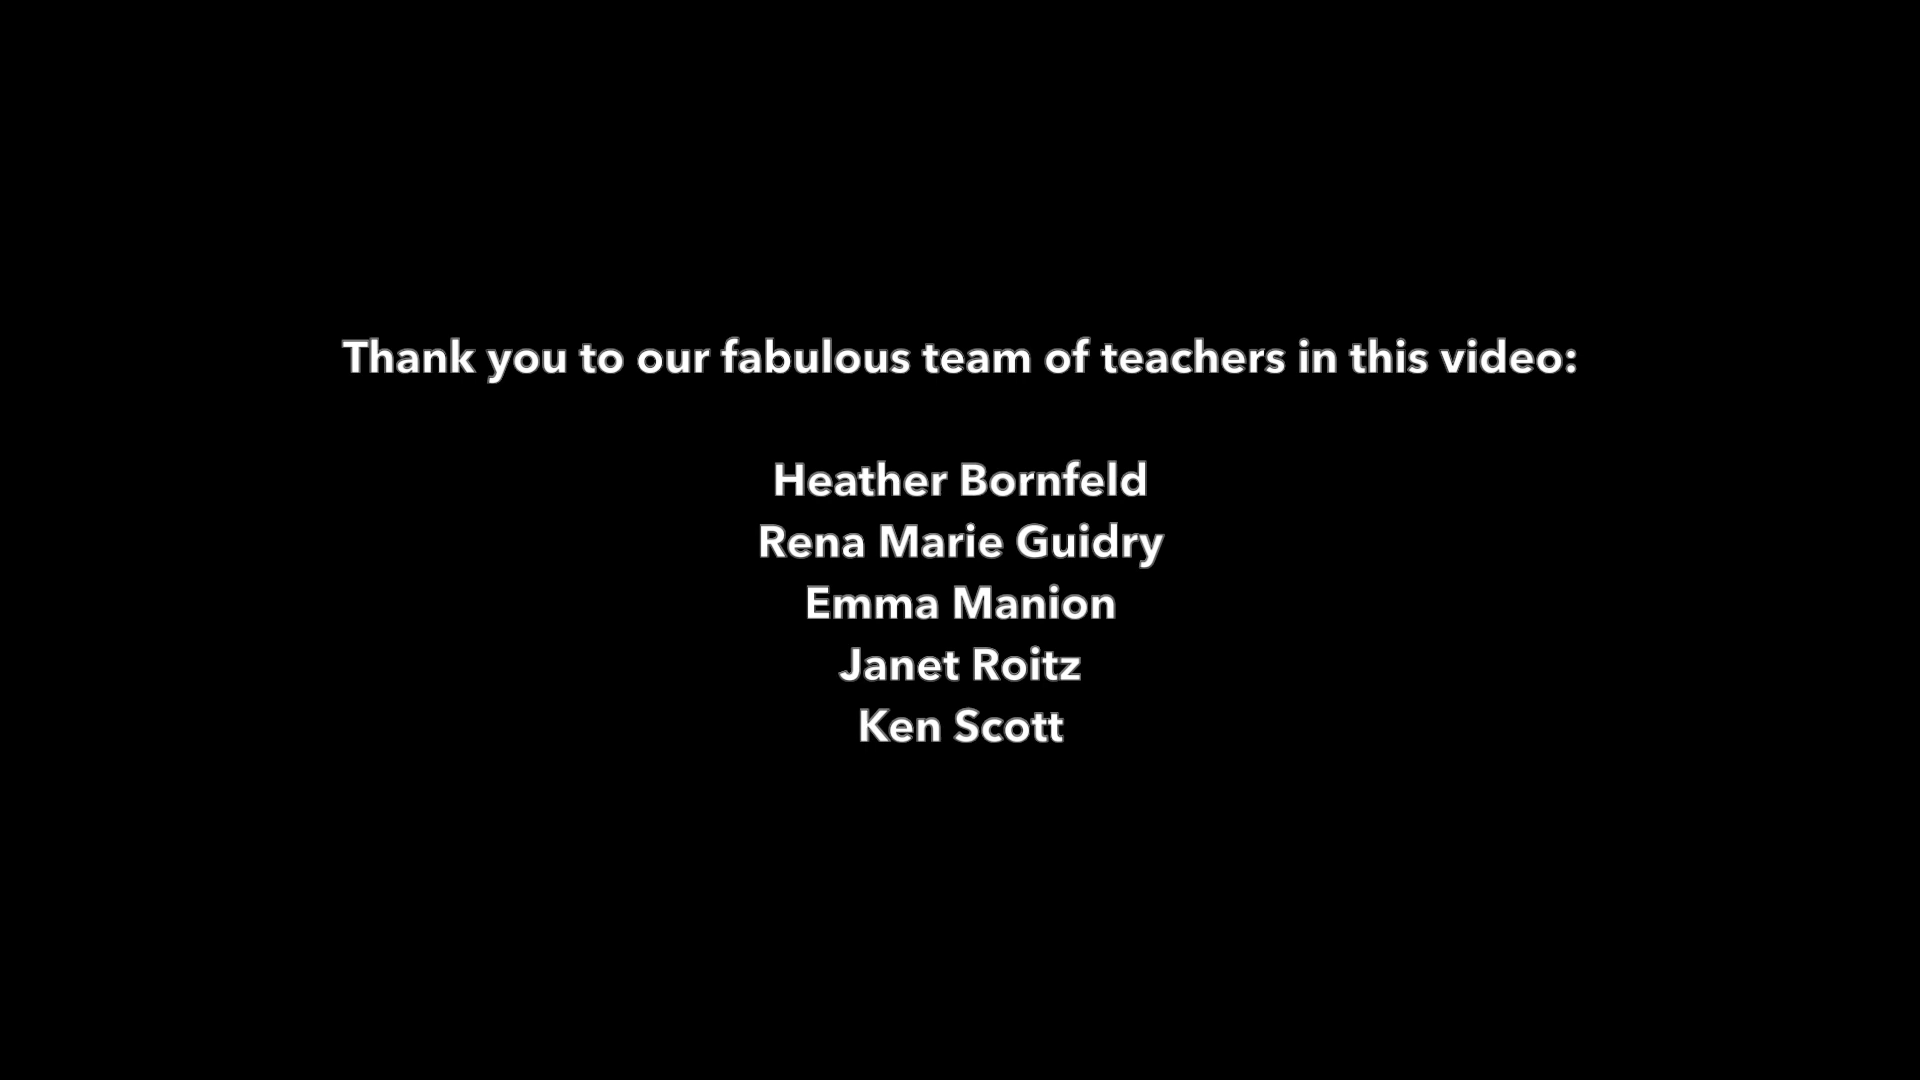 Thank you to our fabulous team of teachers in this video:
Heather Bornfeld
Rena Marie Guidry
Emma Manion
Janet Roitz
Ken Scott